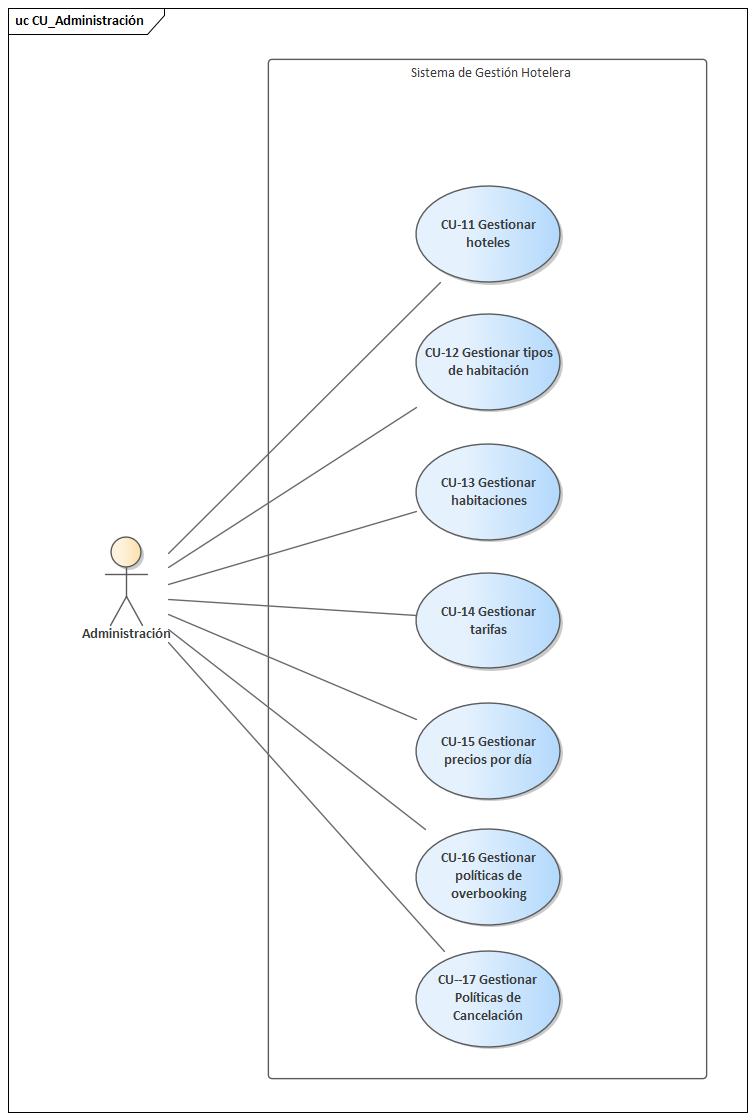 uc CU_Administración
Sistema de Gestión Hotelera
CU-11 Gestionar
hoteles
CU-12 Gestionar tipos
de habitación
CU-13 Gestionar
habitaciones
CU-14 Gestionar
tarifas
Administración
CU-15 Gestionar
precios por día
CU-16 Gestionar
políticas de
overbooking
CU--17 Gestionar
Políticas de
Cancelación